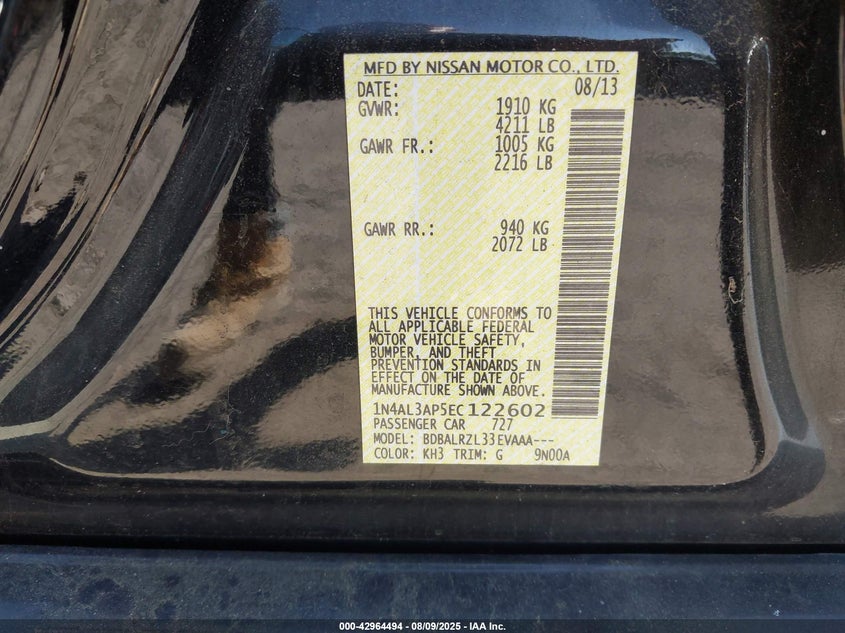 MFD BY NISSAN MOTOR CO., LTD.
DATE: 08/13
GVWR: 1910 KG
4211 LB
GAWR FR.: 1005 KG
2216 LB
GAWR RR.: 940 KG
2072 LB
THIS VEHICLE CONFORMS TO
ALL APPLICABLE FEDERAL
MOTOR VEHICLE SAFETY,
BUMPER, AND THEFT
PREVENTION STANDARDS IN
EFFECT ON THE DATE OF
MANUFACTURE SHOWN ABOVE.
1N4AL3AP5EC122602
PASSENGER CAR 727
MODEL: BDBALRZL33EVAAA---
COLOR: KH3 TRIM: G 9N00A
000-42964494 - 08/09/2025 - IAA Inc.